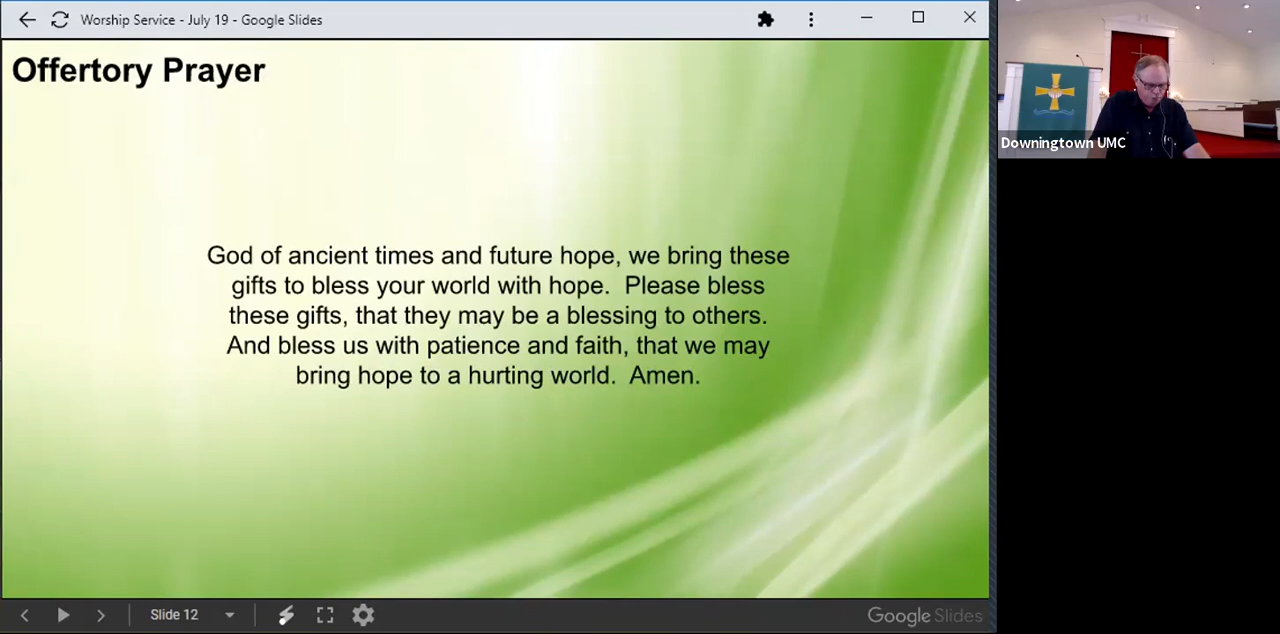 Worship Service - July 19 - Google Slides
Offertory Prayer
God of ancient times and future hope, we bring these
gifts to bless your world with hope.  Please bless
these gifts, that they may be a blessing to others.
And bless us with patience and faith, that we may
bring hope to a hurting world.  Amen.
Downingtown UMC
Slide 12
Google Slides